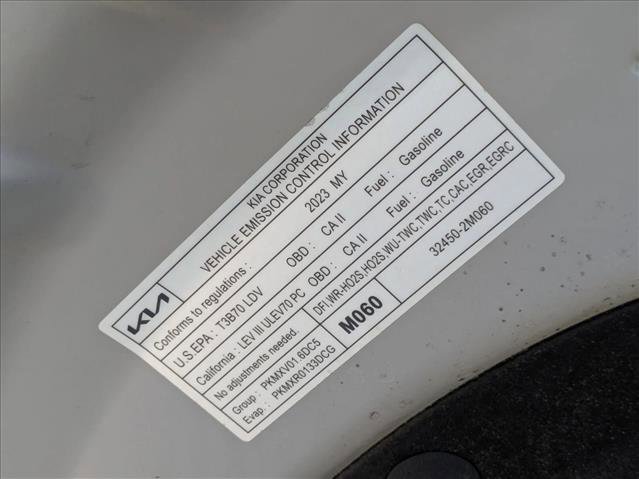 KIA
KIA CORPORATION
VEHICLE EMISSION CONTROL INFORMATION
Conforms to regulations : 2023 MY
U.S.EPA : T3B70 LDV OBD : CA II Fuel : Gasoline
California : LEV III ULEV70 PC OBD : CA II Fuel : Gasoline
No adjustments needed. DFI,WR-HO2S,HO2S,WU-TWC,TWC,TC,CAC,EGR,EGRC
Group : PKMXV01.6DC5
Evap : PKMXR0133DCG
M060
32450-2M060